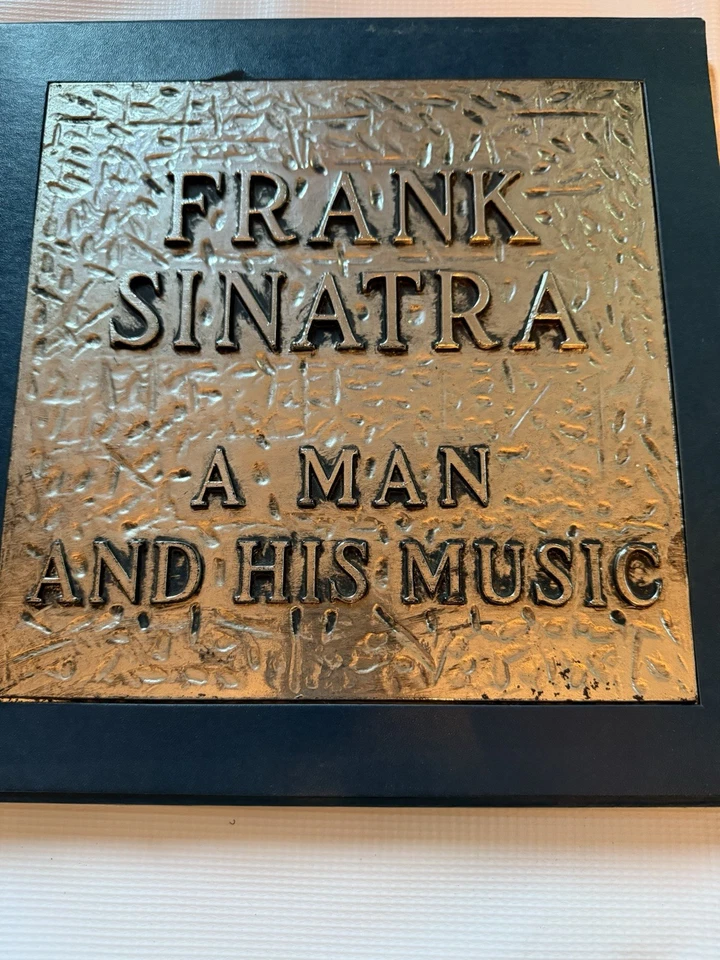 FRANK
SINATRA
A MAN
AND HIS MUSIC